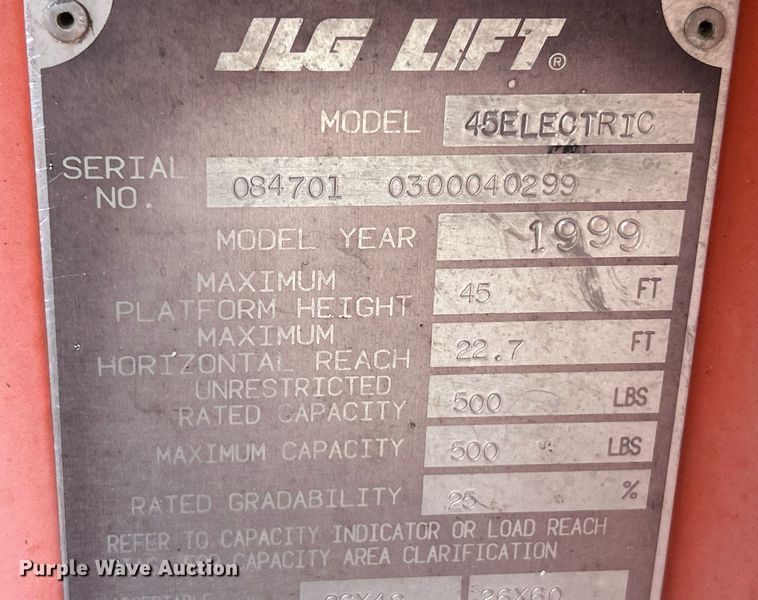 JLG LIFT®
MODEL 45ELECTRIC
SERIAL NO. 084701 0300040299
MODEL YEAR 1999
MAXIMUM
PLATFORM HEIGHT 45 FT
MAXIMUM
HORIZONTAL REACH 22.7 FT
UNRESTRICTED
RATED CAPACITY 500 LBS
MAXIMUM CAPACITY 500 LBS
RATED GRADABILITY 25 %
REFER TO CAPACITY INDICATOR OR LOAD REACH
CAPACITY AREA CLARIFICATION
26X60
Purple Wave Auction